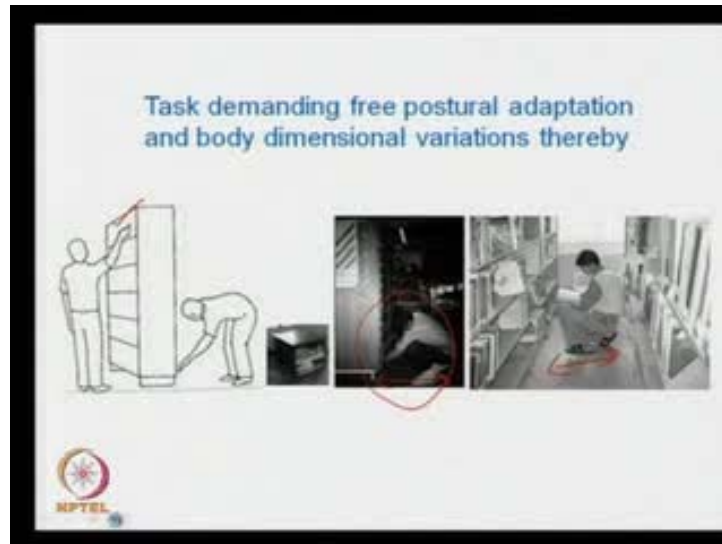 Task demanding free postural adaptation
and body dimensional variations thereby
NPTEL